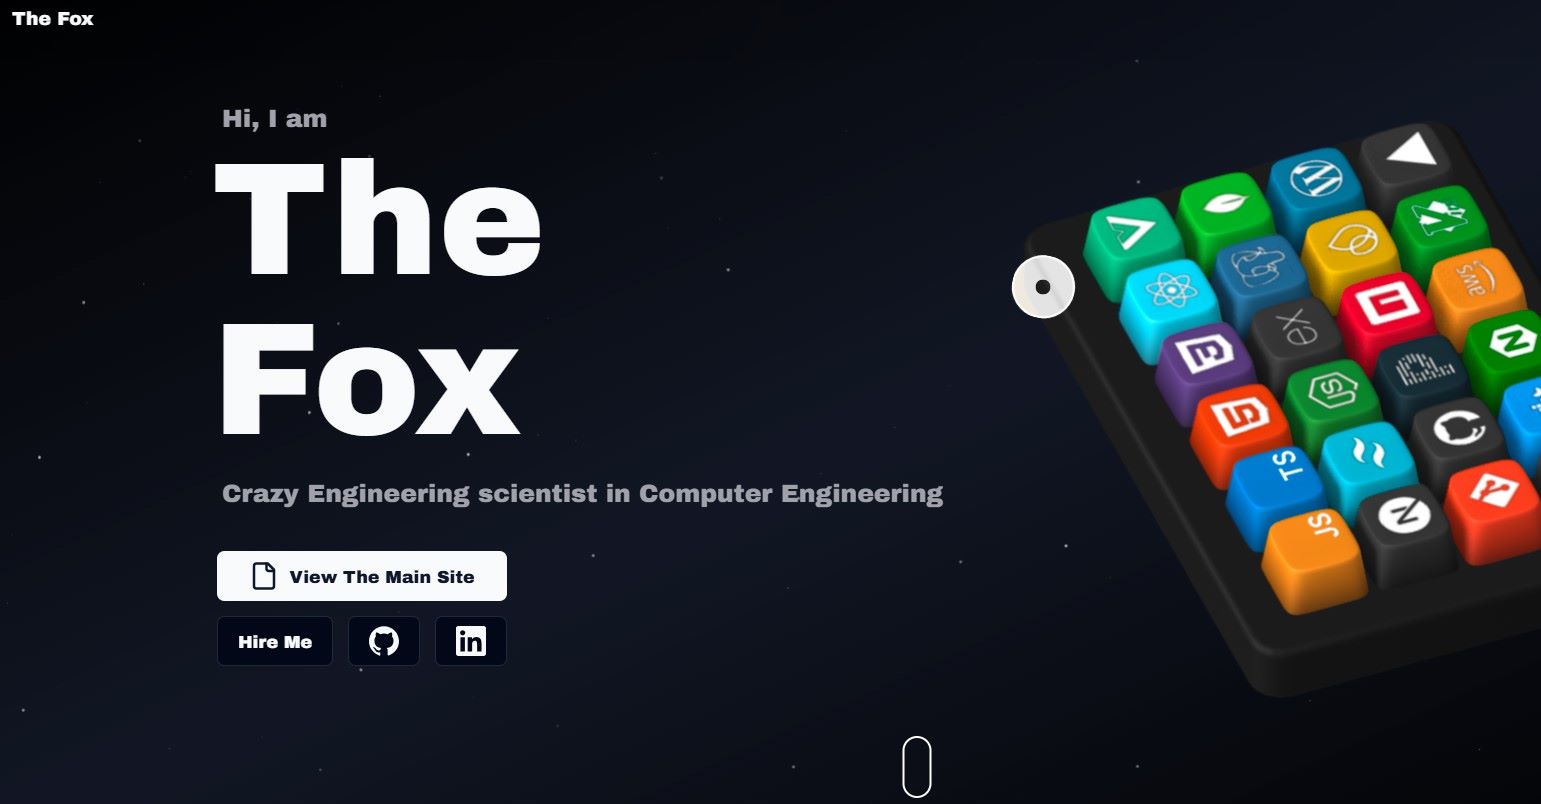 The Fox
Hi, I am
The
Fox
Crazy Engineering scientist in Computer Engineering
View The Main Site
Hire Me
in
aws
ex
TS
JS